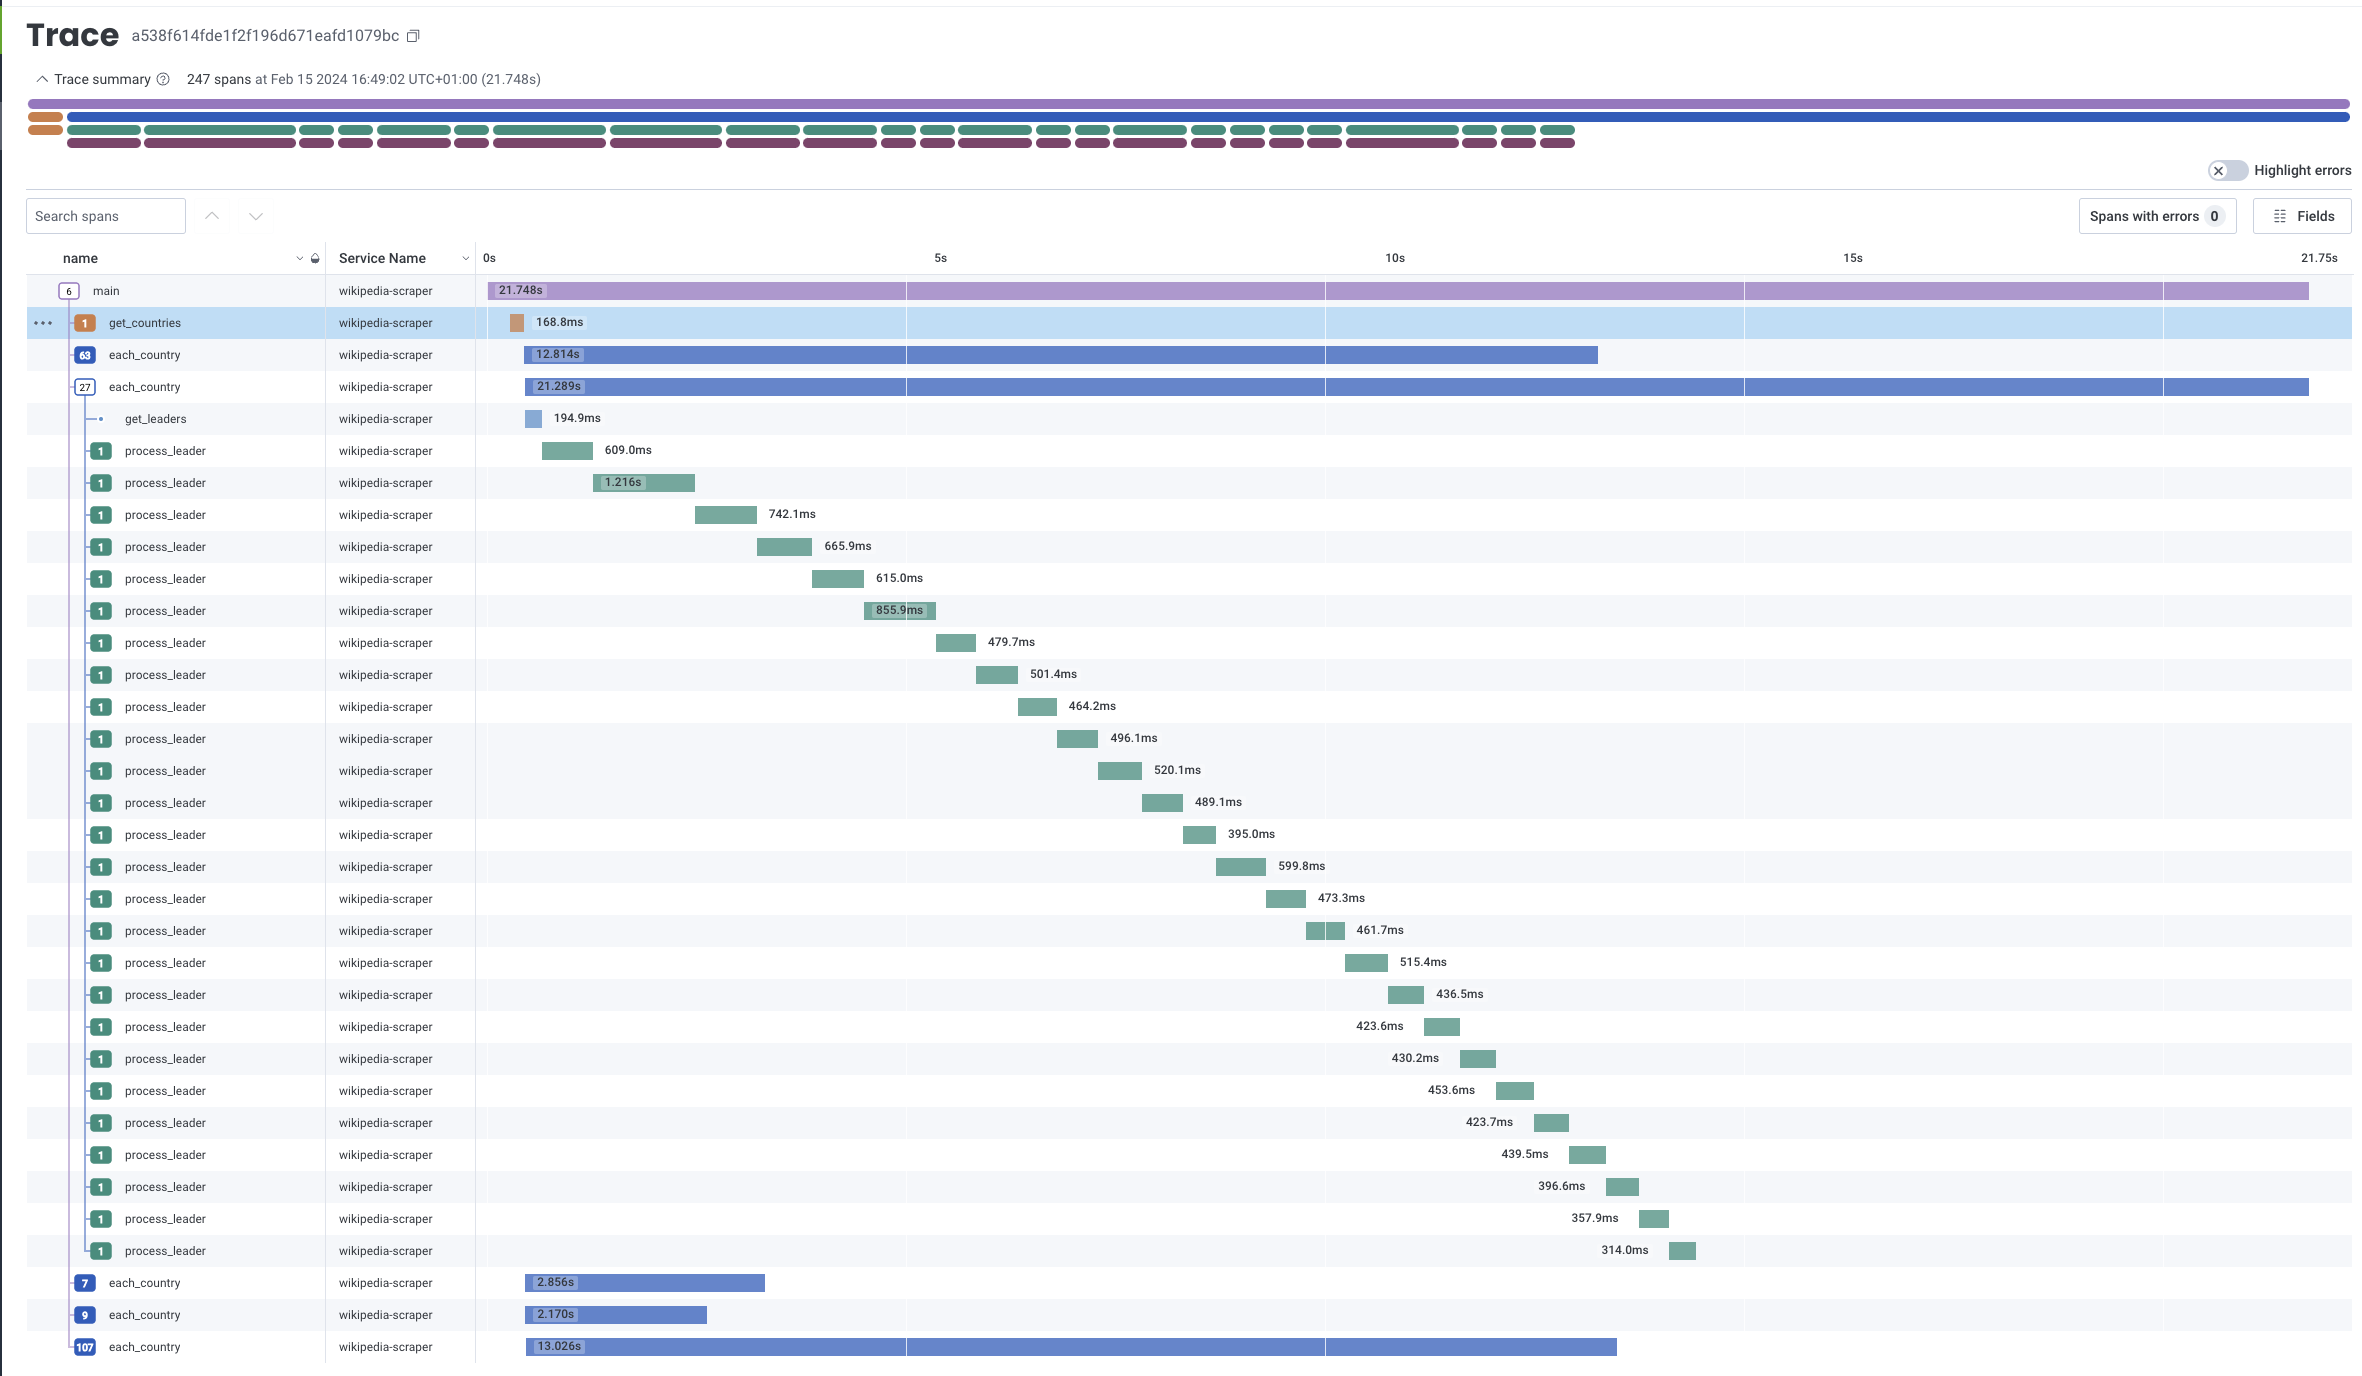 Trace a538f614fde1f2f196d671eafd1079bc
Trace summary 247 spans at Feb 15 2024 16:49:02 UTC+01:00 (21.748s)
Highlight errors
Search spans Spans with errors 0 Fields
name Service Name 0s 5s 10s 15s 21.75s
6 main wikipedia-scraper 21.748s
1 get_countries wikipedia-scraper 168.8ms
63 each_country wikipedia-scraper 12.814s
27 each_country wikipedia-scraper 21.289s
get_leaders wikipedia-scraper 194.9ms
1 process_leader wikipedia-scraper 609.0ms
1 process_leader wikipedia-scraper 1.216s
1 process_leader wikipedia-scraper 742.1ms
1 process_leader wikipedia-scraper 665.9ms
1 process_leader wikipedia-scraper 615.0ms
1 process_leader wikipedia-scraper 855.9ms
1 process_leader wikipedia-scraper 479.7ms
1 process_leader wikipedia-scraper 501.4ms
1 process_leader wikipedia-scraper 464.2ms
1 process_leader wikipedia-scraper 496.1ms
1 process_leader wikipedia-scraper 520.1ms
1 process_leader wikipedia-scraper 489.1ms
1 process_leader wikipedia-scraper 395.0ms
1 process_leader wikipedia-scraper 599.8ms
1 process_leader wikipedia-scraper 473.3ms
1 process_leader wikipedia-scraper 461.7ms
1 process_leader wikipedia-scraper 515.4ms
1 process_leader wikipedia-scraper 436.5ms
1 process_leader wikipedia-scraper 423.6ms
1 process_leader wikipedia-scraper 430.2ms
1 process_leader wikipedia-scraper 453.6ms
1 process_leader wikipedia-scraper 423.7ms
1 process_leader wikipedia-scraper 439.5ms
1 process_leader wikipedia-scraper 396.6ms
1 process_leader wikipedia-scraper 357.9ms
1 process_leader wikipedia-scraper 314.0ms
7 each_country wikipedia-scraper 2.856s
9 each_country wikipedia-scraper 2.170s
107 each_country wikipedia-scraper 13.026s